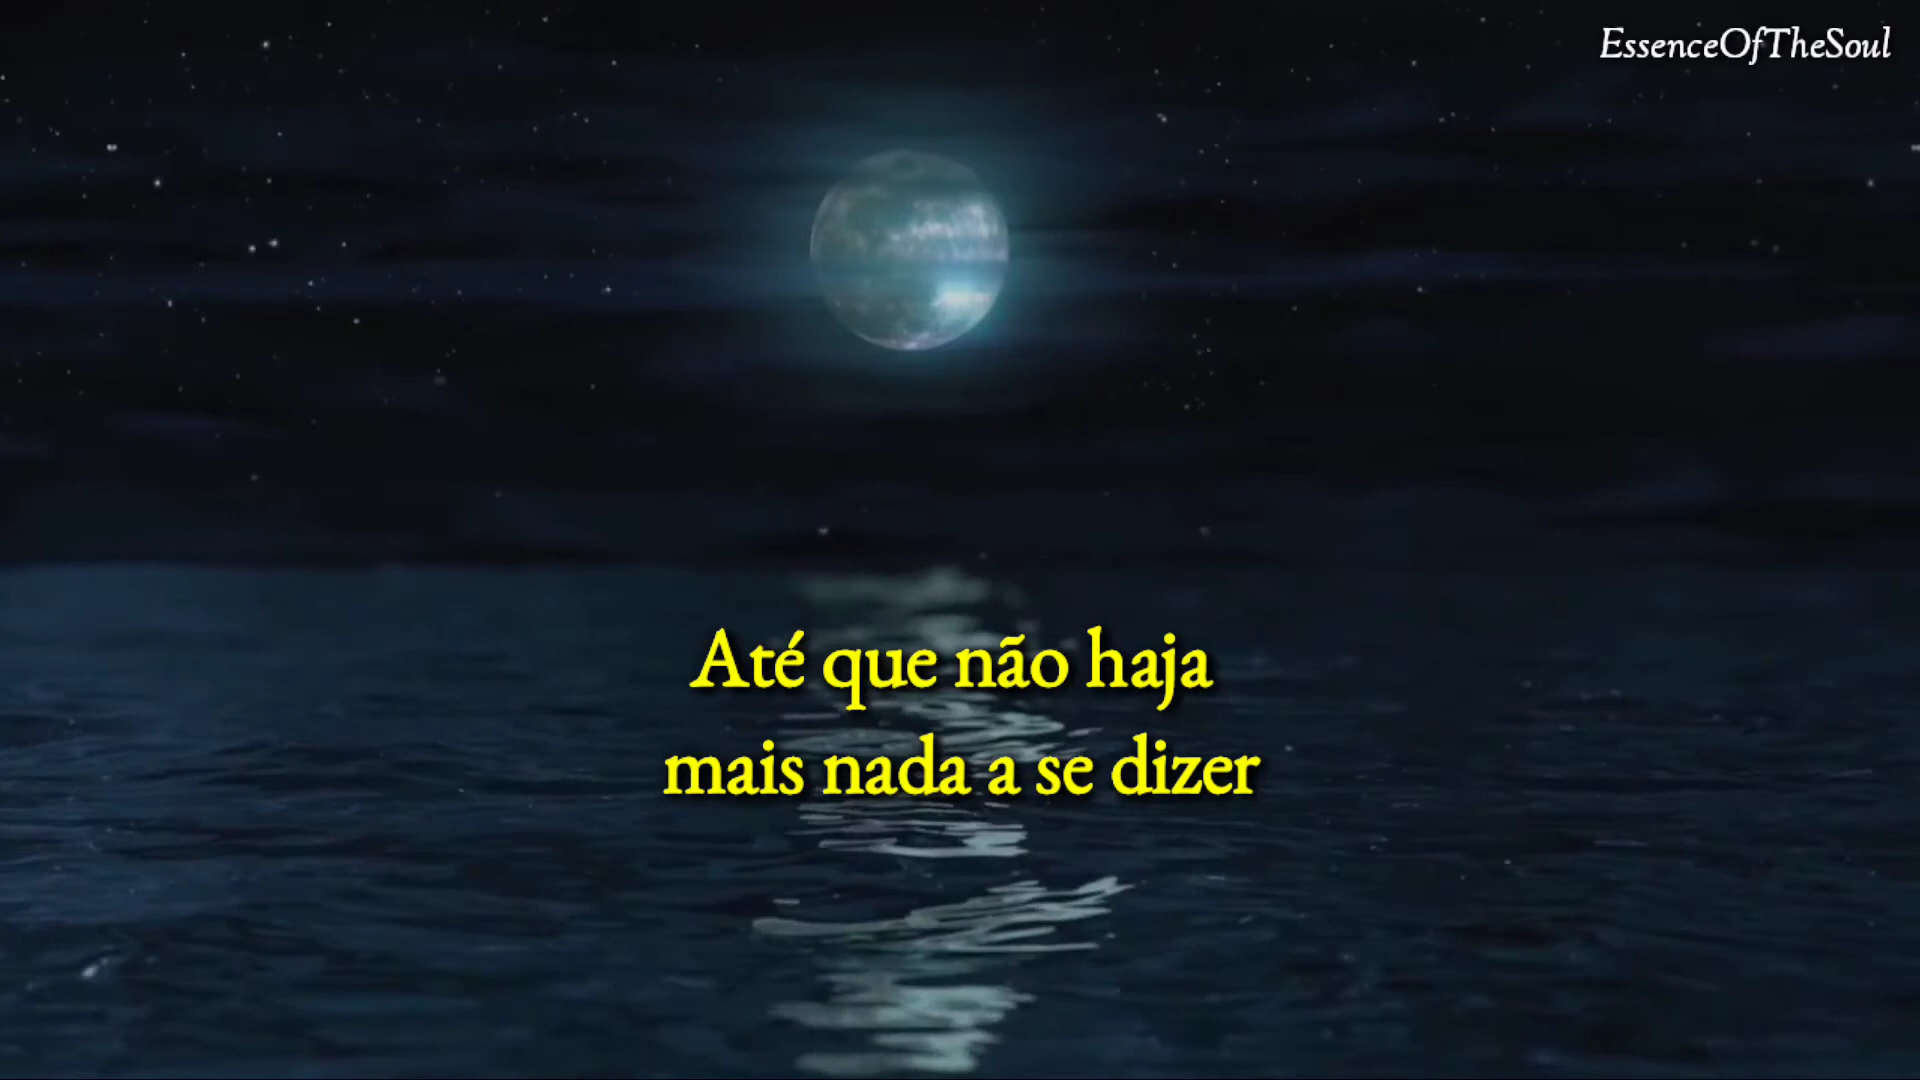 EssenceOfTheSoul
Até que não haja
mais nada a se dizer